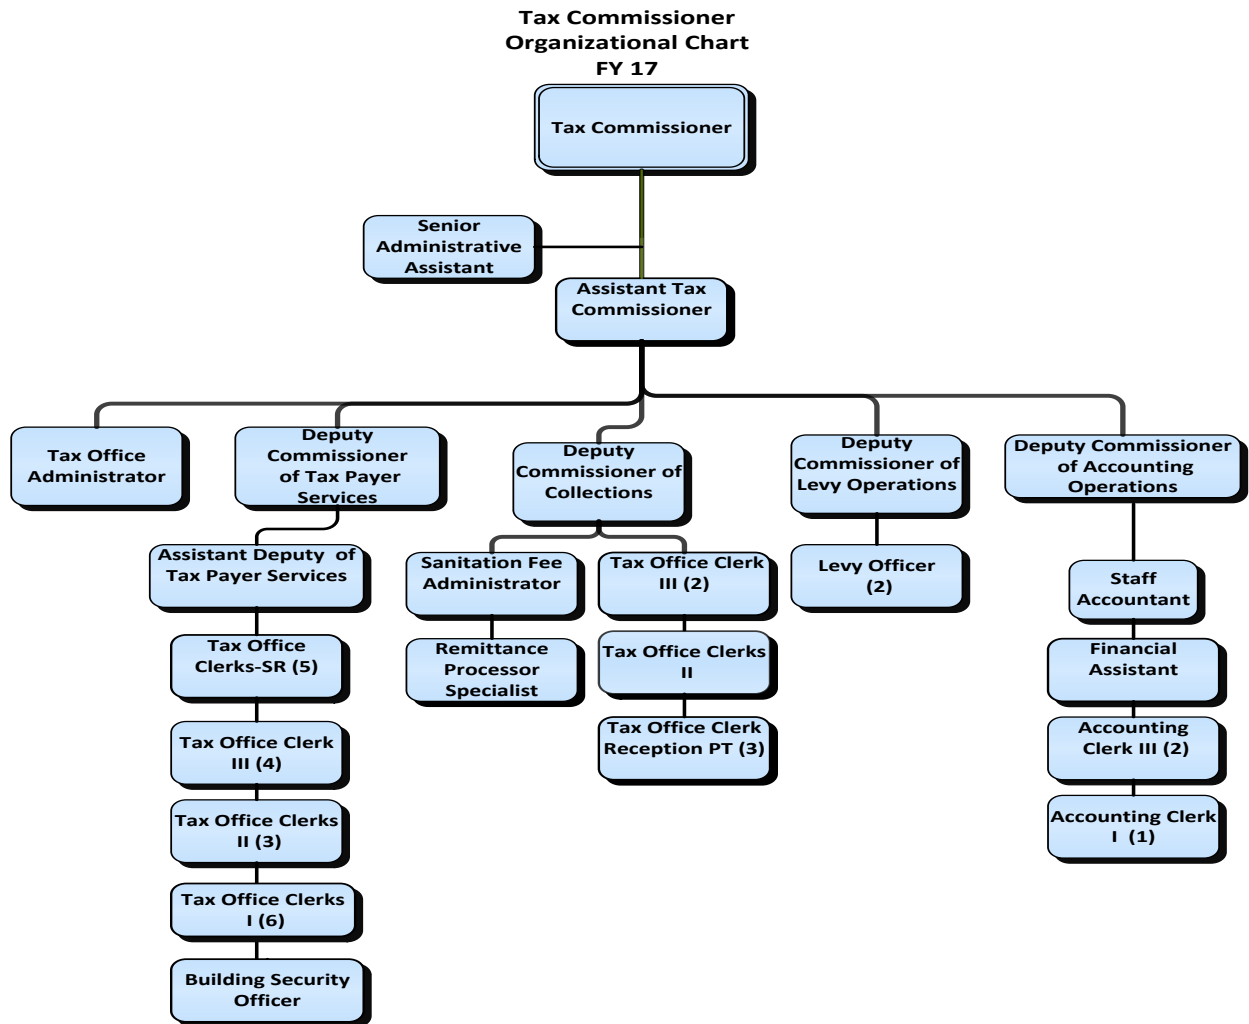 Tax Commissioner
Organizational Chart
FY 17
Tax Commissioner
Senior
Administrative
Assistant
Assistant Tax
Commissioner
Tax Office
Administrator
Deputy
Commissioner
of Tax Payer
Services
Deputy
Commissioner of
Collections
Deputy
Commissioner of
Levy Operations
Deputy Commissioner
of Accounting
Operations
Assistant Deputy of
Tax Payer Services
Tax Office
Clerks-SR (5)
Tax Office Clerk
III (4)
Tax Office Clerks
II (3)
Tax Office Clerks
I (6)
Building Security
Officer
Sanitation Fee
Administrator
Remittance
Processor
Specialist
Tax Office Clerk
III (2)
Tax Office Clerks
II
Tax Office Clerk
Reception PT (3)
Levy Officer
(2)
Staff
Accountant
Financial
Assistant
Accounting
Clerk III (2)
Accounting Clerk
I (1)